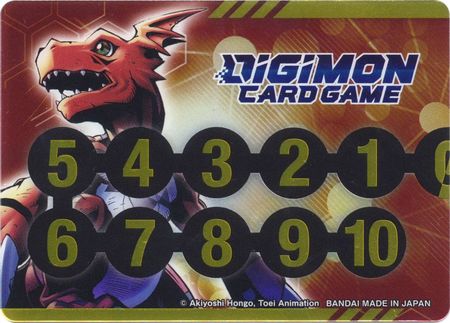 DIGIMON
CARD GAME
5 4 3 2 1 0
6 7 8 9 10
© Akiyoshi Hongo, Toei Animation BANDAI MADE IN JAPAN